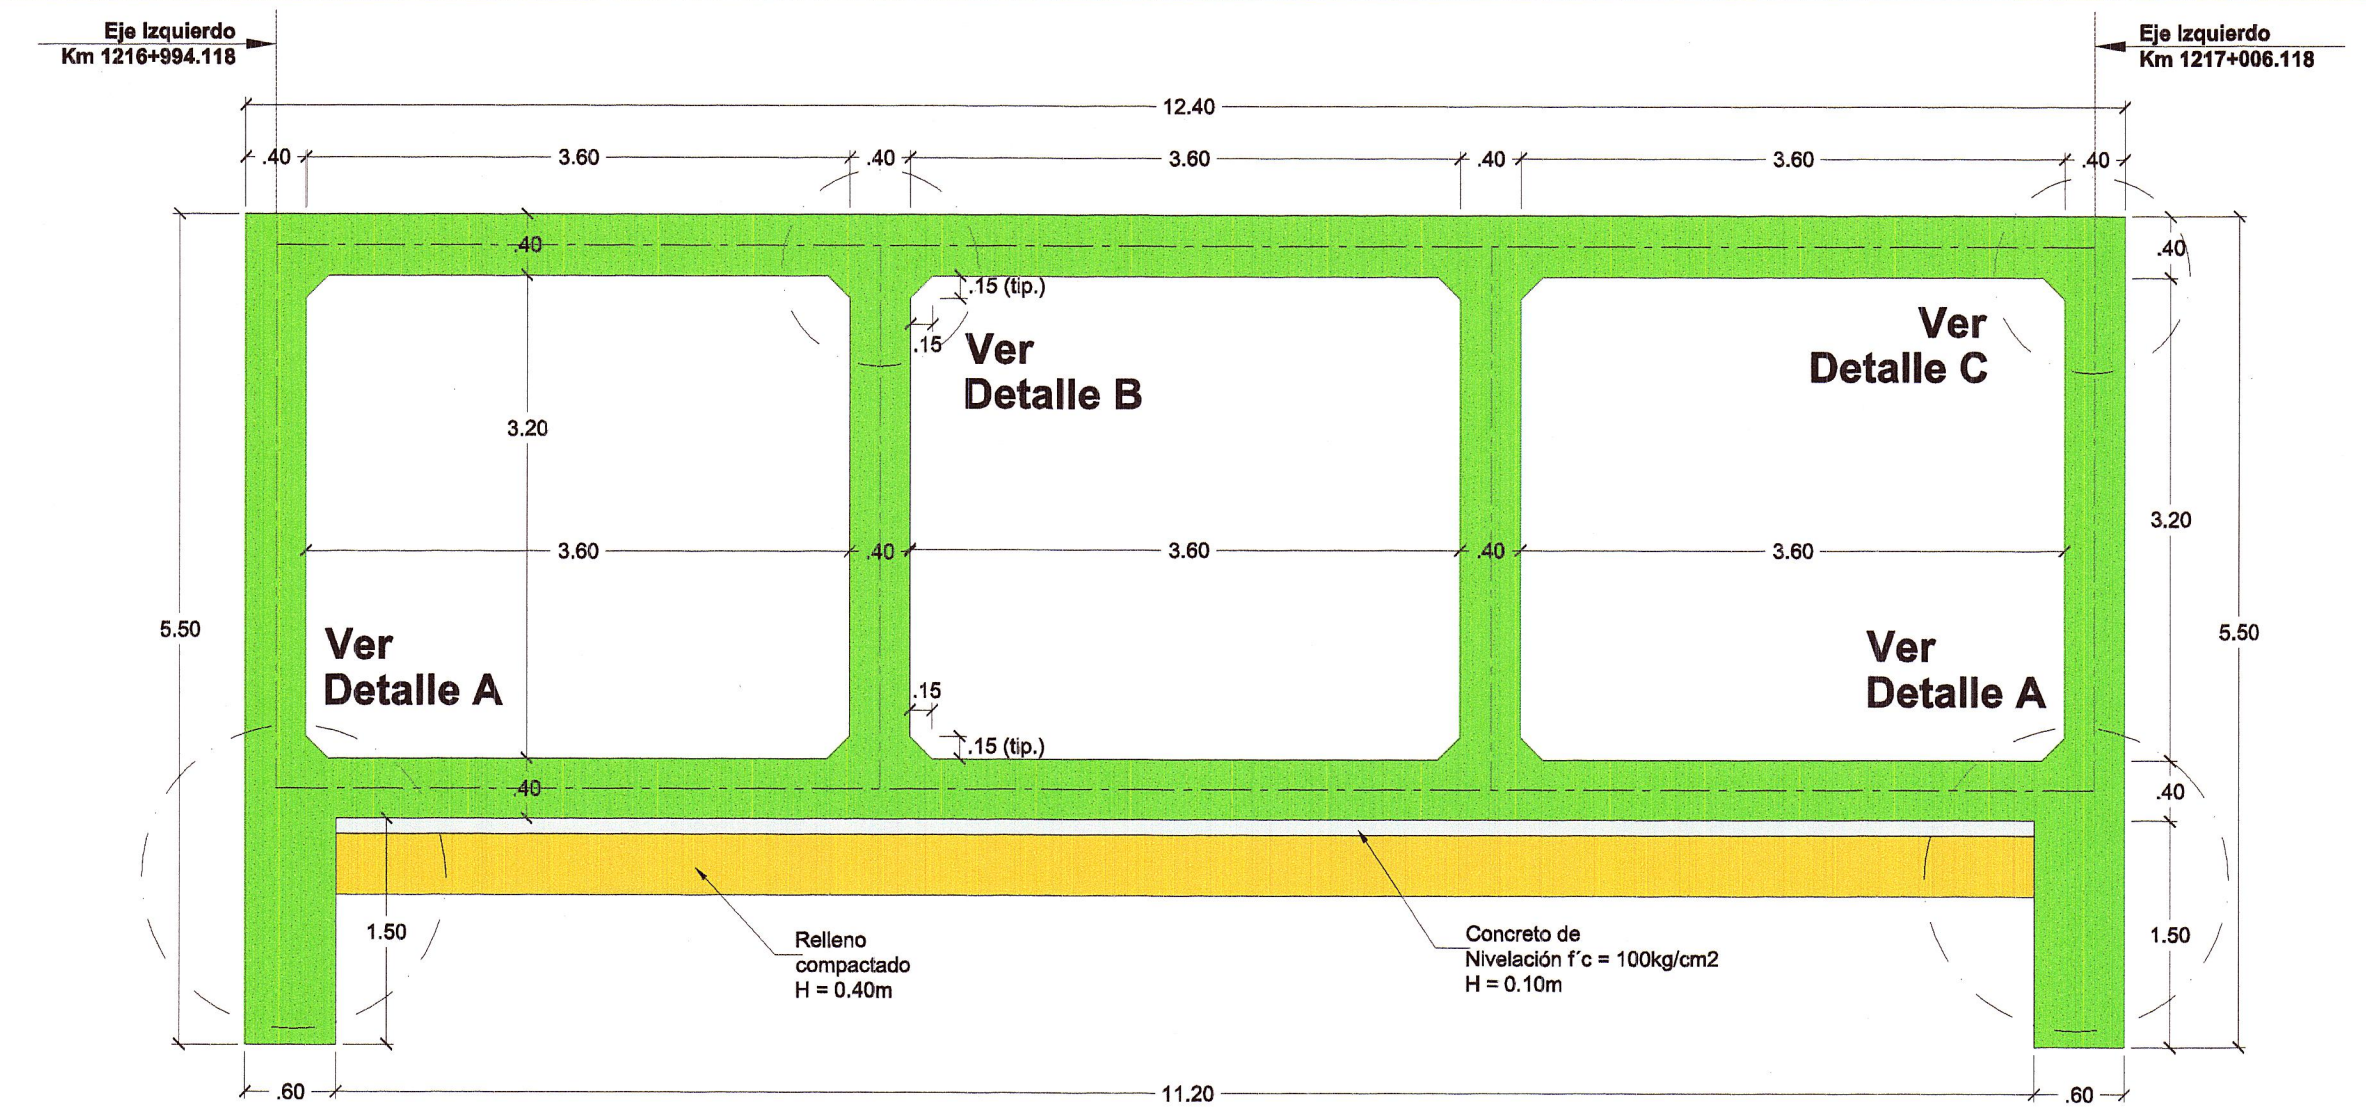 Eje Izquierdo
Km 1216+994.118
Eje Izquierdo
Km 1217+006.118
12.40
.40
3.60
.40
3.60
.40
3.60
.40
.40
.40
.15 (tip.)
.15
Ver
Detalle B
Ver
Detalle C
3.20
3.20
3.60
.40
3.60
.40
3.60
5.50
5.50
Ver
Detalle A
.15
.15 (tip.)
Ver
Detalle A
.40
.40
1.50
Relleno
compactado
H = 0.40m
Concreto de
Nivelación f´c = 100kg/cm2
H = 0.10m
1.50
.60
11.20
.60